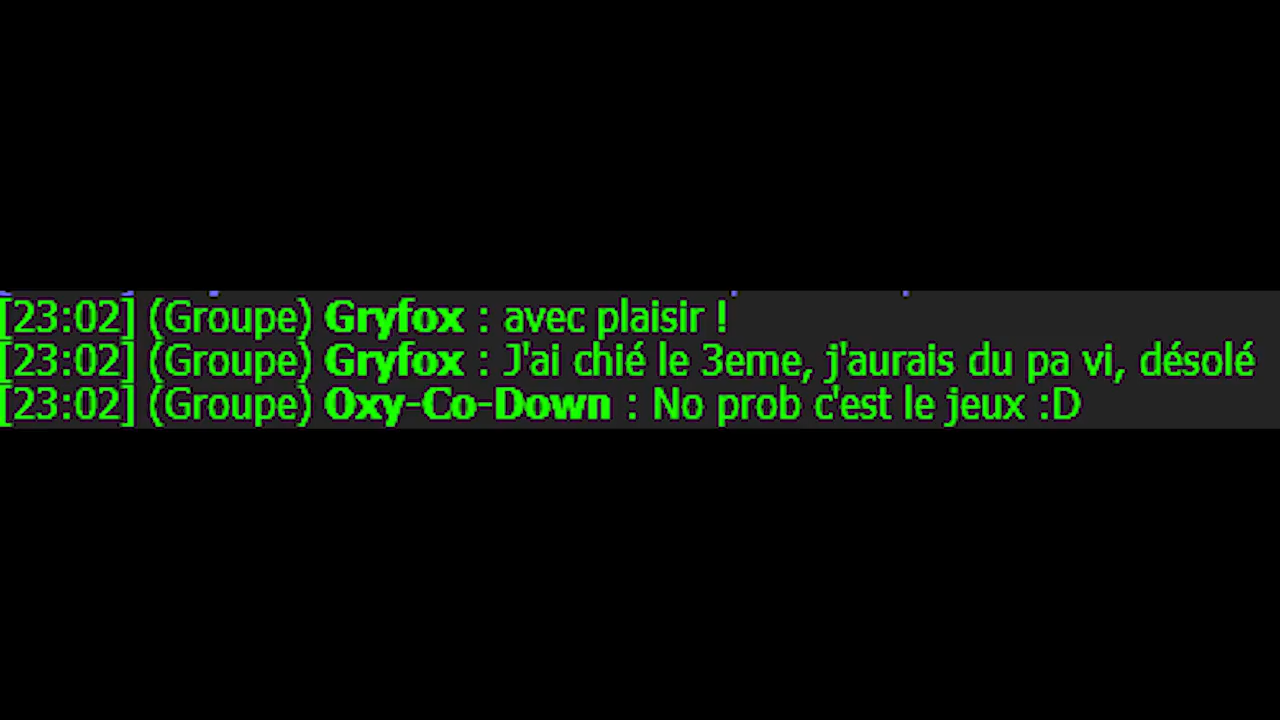 [23:02] (Groupe) Gryfox : avec plaisir !
[23:02] (Groupe) Gryfox : J'ai chié le 3eme, j'aurais du pa vi, désolé
[23:02] (Groupe) Oxy-Co-Down : No prob c'est le jeux :D